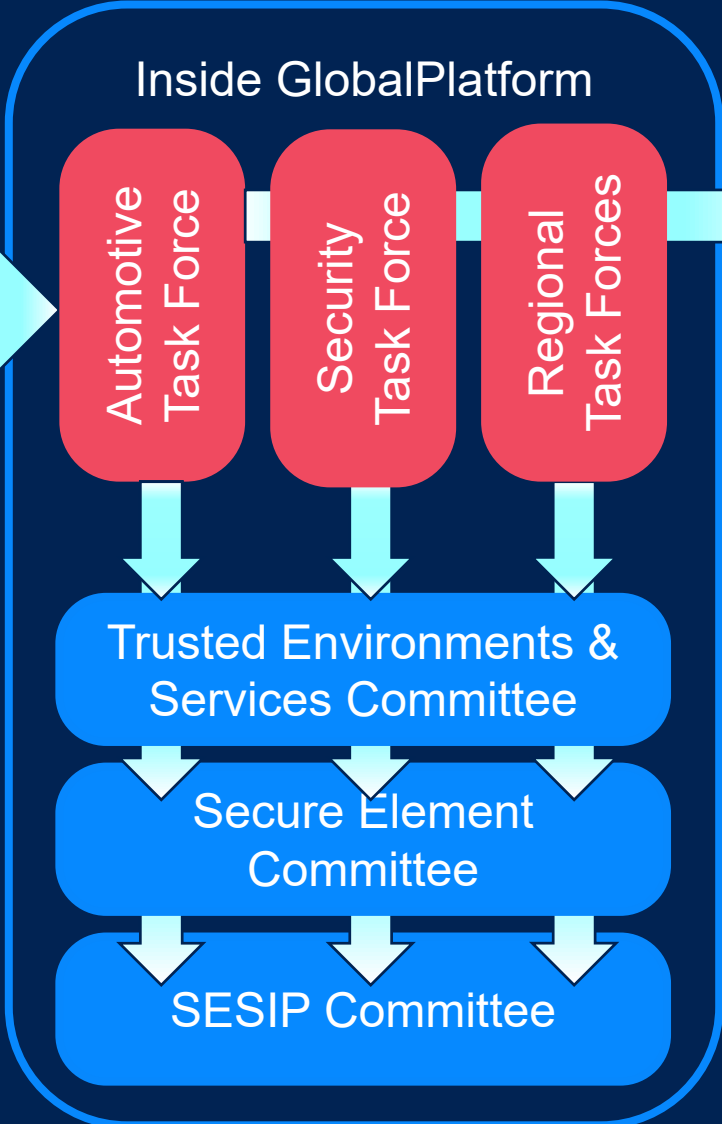 Inside GlobalPlatform
Automotive
Task Force
Security
Task Force
Regional
Task Forces
Trusted Environments &
Services Committee
Secure Element
Committee
SESIP Committee